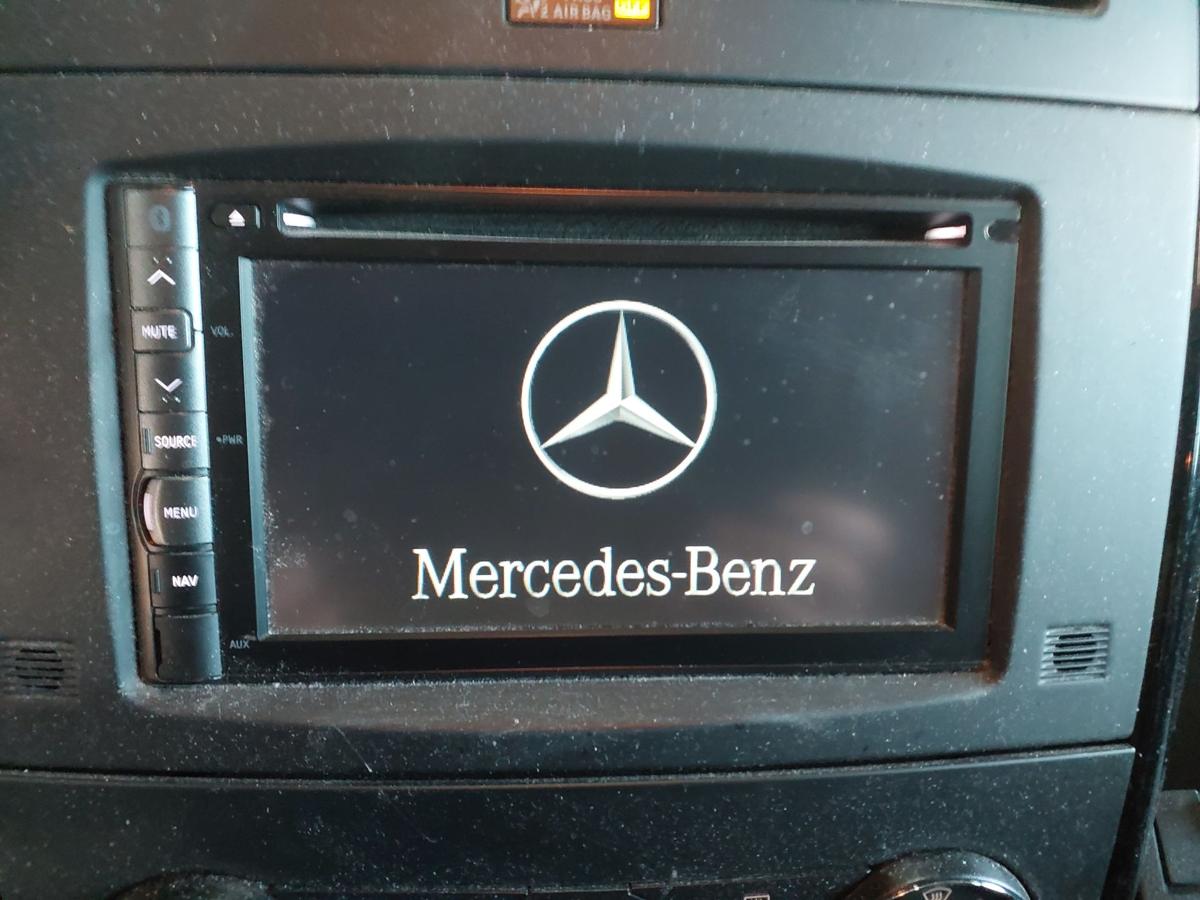 2 AIR BAG
MUTE
VOL.
SOURCE
•PWR
MENU
NAV
AUX
Mercedes-Benz